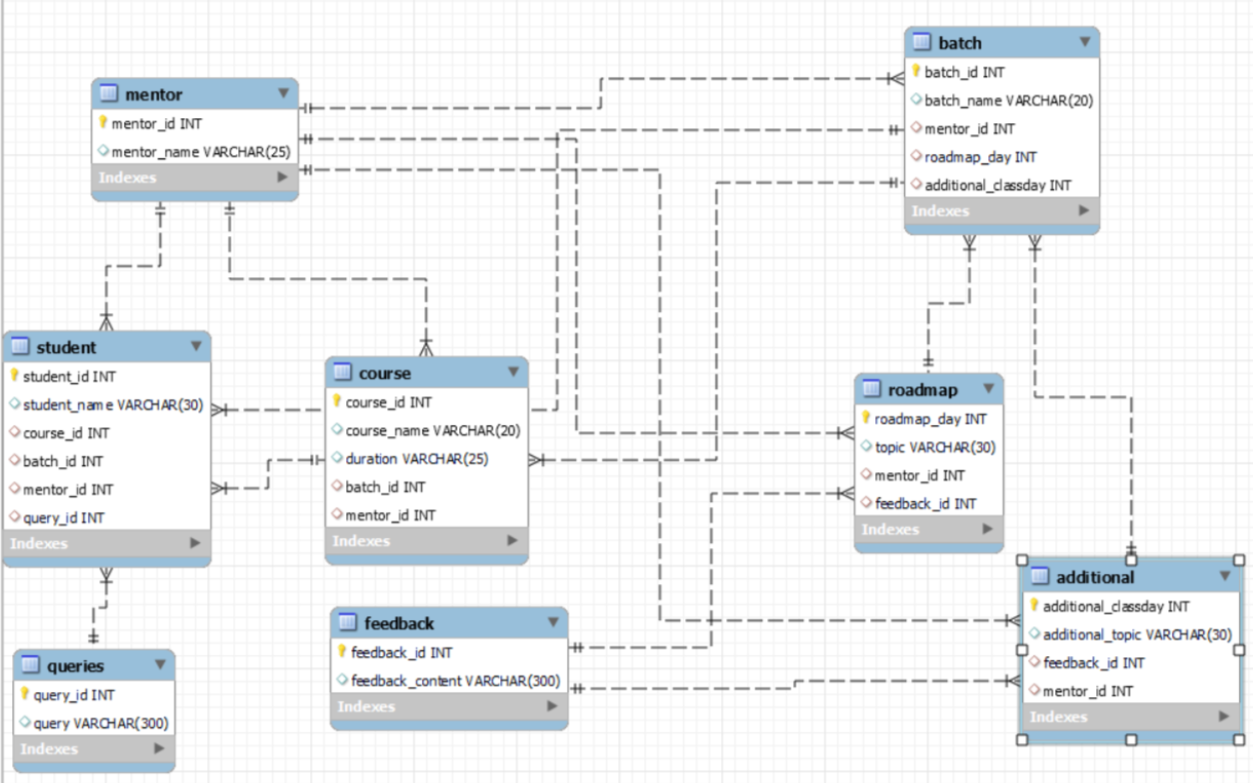 mentor
mentor_id INT
mentor_name VARCHAR(25)
Indexes
batch
batch_id INT
batch_name VARCHAR(20)
mentor_id INT
roadmap_day INT
additional_classday INT
Indexes
student
student_id INT
student_name VARCHAR(30)
course_id INT
batch_id INT
mentor_id INT
query_id INT
Indexes
course
course_id INT
course_name VARCHAR(20)
duration VARCHAR(25)
batch_id INT
mentor_id INT
Indexes
roadmap
roadmap_day INT
topic VARCHAR(30)
mentor_id INT
feedback_id INT
Indexes
queries
query_id INT
query VARCHAR(300)
Indexes
feedback
feedback_id INT
feedback_content VARCHAR(300)
Indexes
additional
additional_classday INT
additional_topic VARCHAR(30)
feedback_id INT
mentor_id INT
Indexes